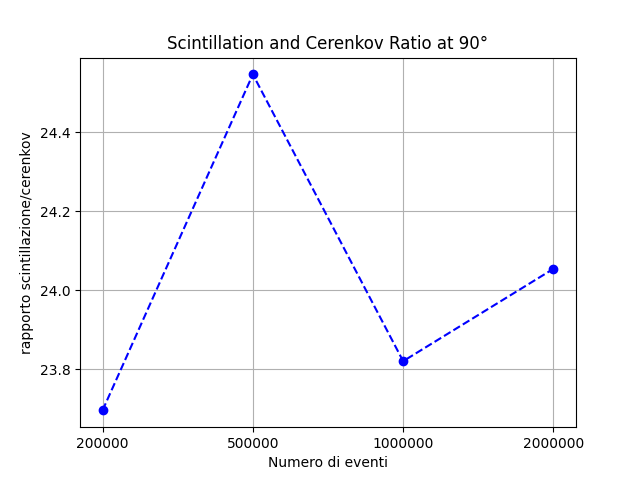 Scintillation and Cerenkov Ratio at 90°
rapporto scintillazione/cerenkov
24.4
24.2
24.0
23.8
200000 500000 1000000 2000000
Numero di eventi